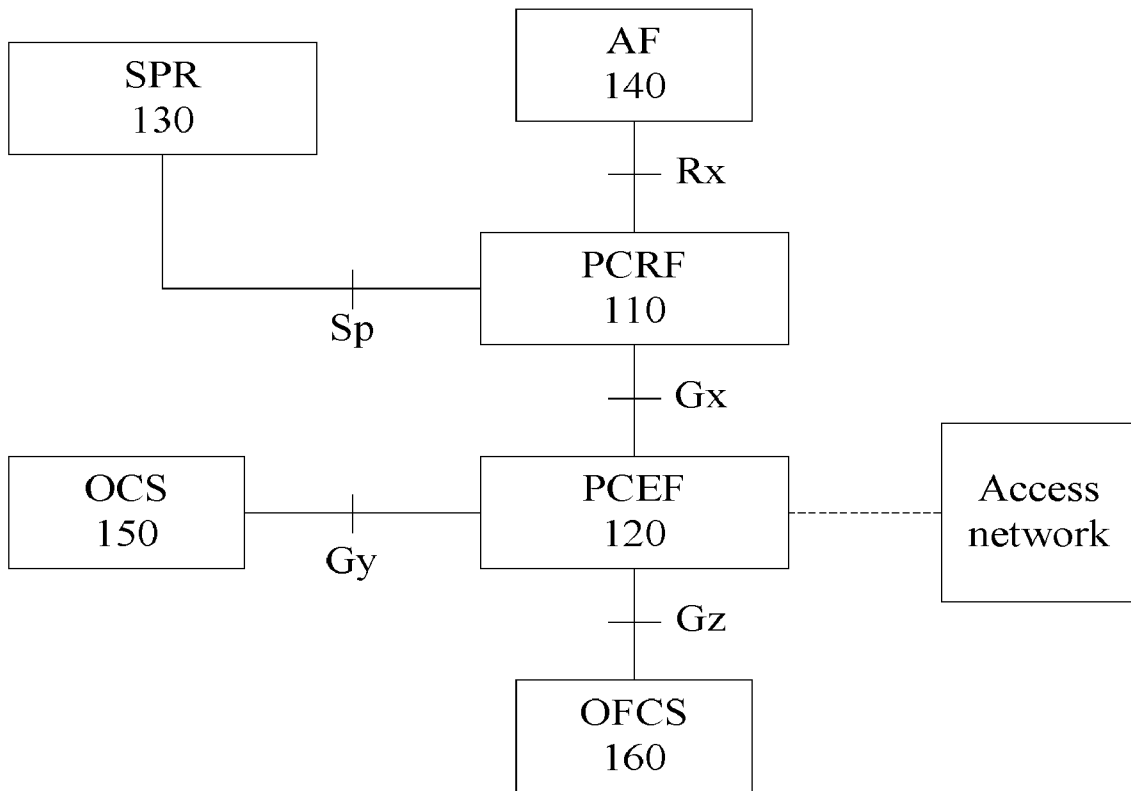 SPR
130
AF
140
Rx
PCRF
110
Sp
Gx
OCS
150
Gy
PCEF
120
Access
network
Gz
OFCS
160